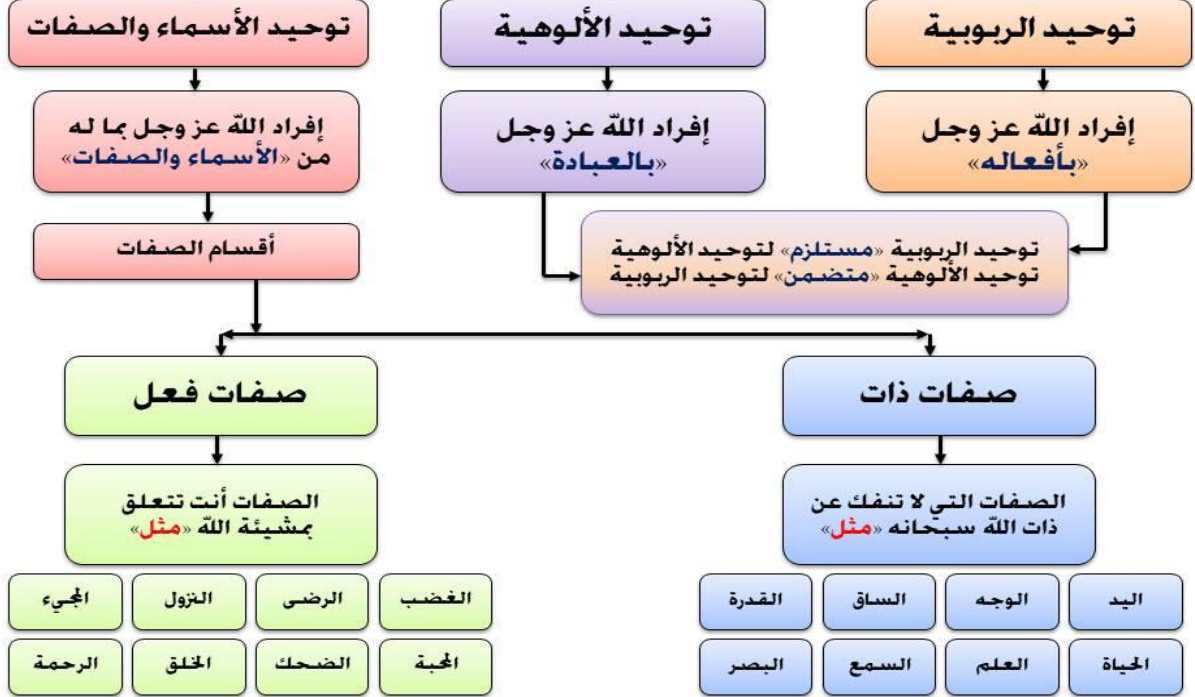 توحيد الربوبية
توحيد الألوهية
توحيد الأسماء والصفات
إفراد الله عز وجل
«بأفعاله»
إفراد الله عز وجل
«بالعبادة»
إفراد الله عز وجل بما له
من «الأسماء والصفات»
توحيد الربوبية «مستلزم» لتوحيد الألوهية
توحيد الألوهية «متضمن» لتوحيد الربوبية
أقسام الصفات
صفات ذات
صفات فعل
الصفات التي لا تنفك عن
ذات الله سبحانه «مثل»
الصفات أنت تتعلق
بمشيئة الله «مثل»
اليد
الوجه
الساق
القدرة
الحياة
العلم
السمع
البصر
الغضب
الرضى
النزول
المجيء
المحبة
الضحك
الخلق
الرحمة